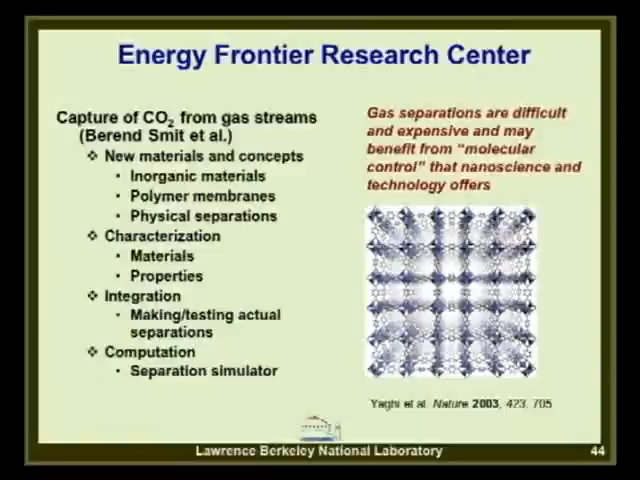 Energy Frontier Research Center
Capture of CO2 from gas streams
(Berend Smit et al.)
❖ New materials and concepts
• Inorganic materials
• Polymer membranes
• Physical separations
❖ Characterization
• Materials
• Properties
❖ Integration
• Making/testing actual
separations
❖ Computation
• Separation simulator
Gas separations are difficult
and expensive and may
benefit from “molecular
control” that nanoscience and
technology offers
Yaghi et al. Nature 2003, 423, 705
Lawrence Berkeley National Laboratory
44